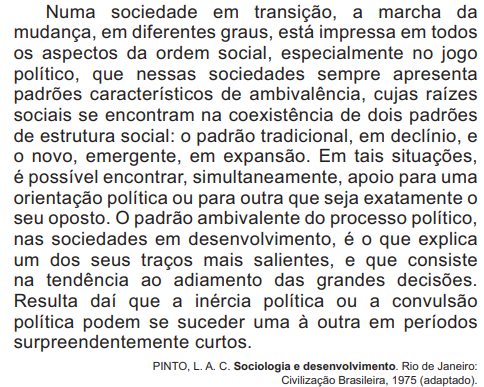 Numa sociedade em transição, a marcha da
mudança, em diferentes graus, está impressa em todos
os aspectos da ordem social, especialmente no jogo
político, que nessas sociedades sempre apresenta
padrões característicos de ambivalência, cujas raízes
sociais se encontram na coexistência de dois padrões
de estrutura social: o padrão tradicional, em declínio, e
o novo, emergente, em expansão. Em tais situações,
é possível encontrar, simultaneamente, apoio para uma
orientação política ou para outra que seja exatamente o
seu oposto. O padrão ambivalente do processo político,
nas sociedades em desenvolvimento, é o que explica
um dos seus traços mais salientes, e que consiste
na tendência ao adiamento das grandes decisões.
Resulta daí que a inércia política ou a convulsão
política podem se suceder uma à outra em períodos
surpreendentemente curtos.
PINTO, L. A. C. Sociologia e desenvolvimento. Rio de Janeiro:
Civilização Brasileira, 1975 (adaptado).